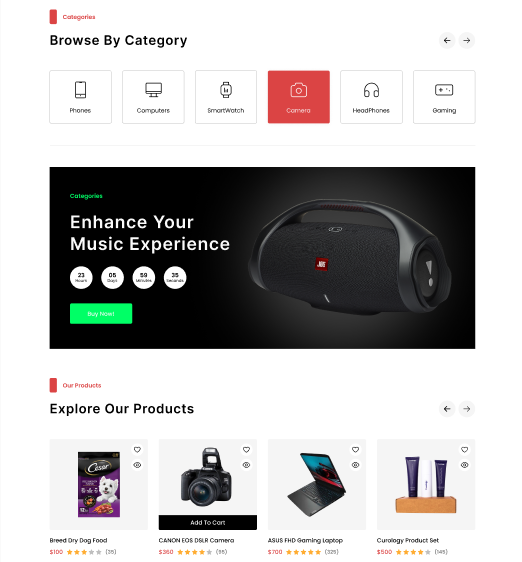 Categories
Browse By Category
Phones
Computers
SmartWatch
Camera
HeadPhones
Gaming
Categories
Enhance Your
Music Experience
23
Hours
05
Days
59
Minutes
35
Seconds
Buy Now!
JBL
Our Products
Explore Our Products
Cesar
Add To Cart
Breed Dry Dog Food
$100
(35)
CANON EOS DSLR Camera
$360
(95)
ASUS FHD Gaming Laptop
$700
(325)
Curology Product Set
$500
(145)